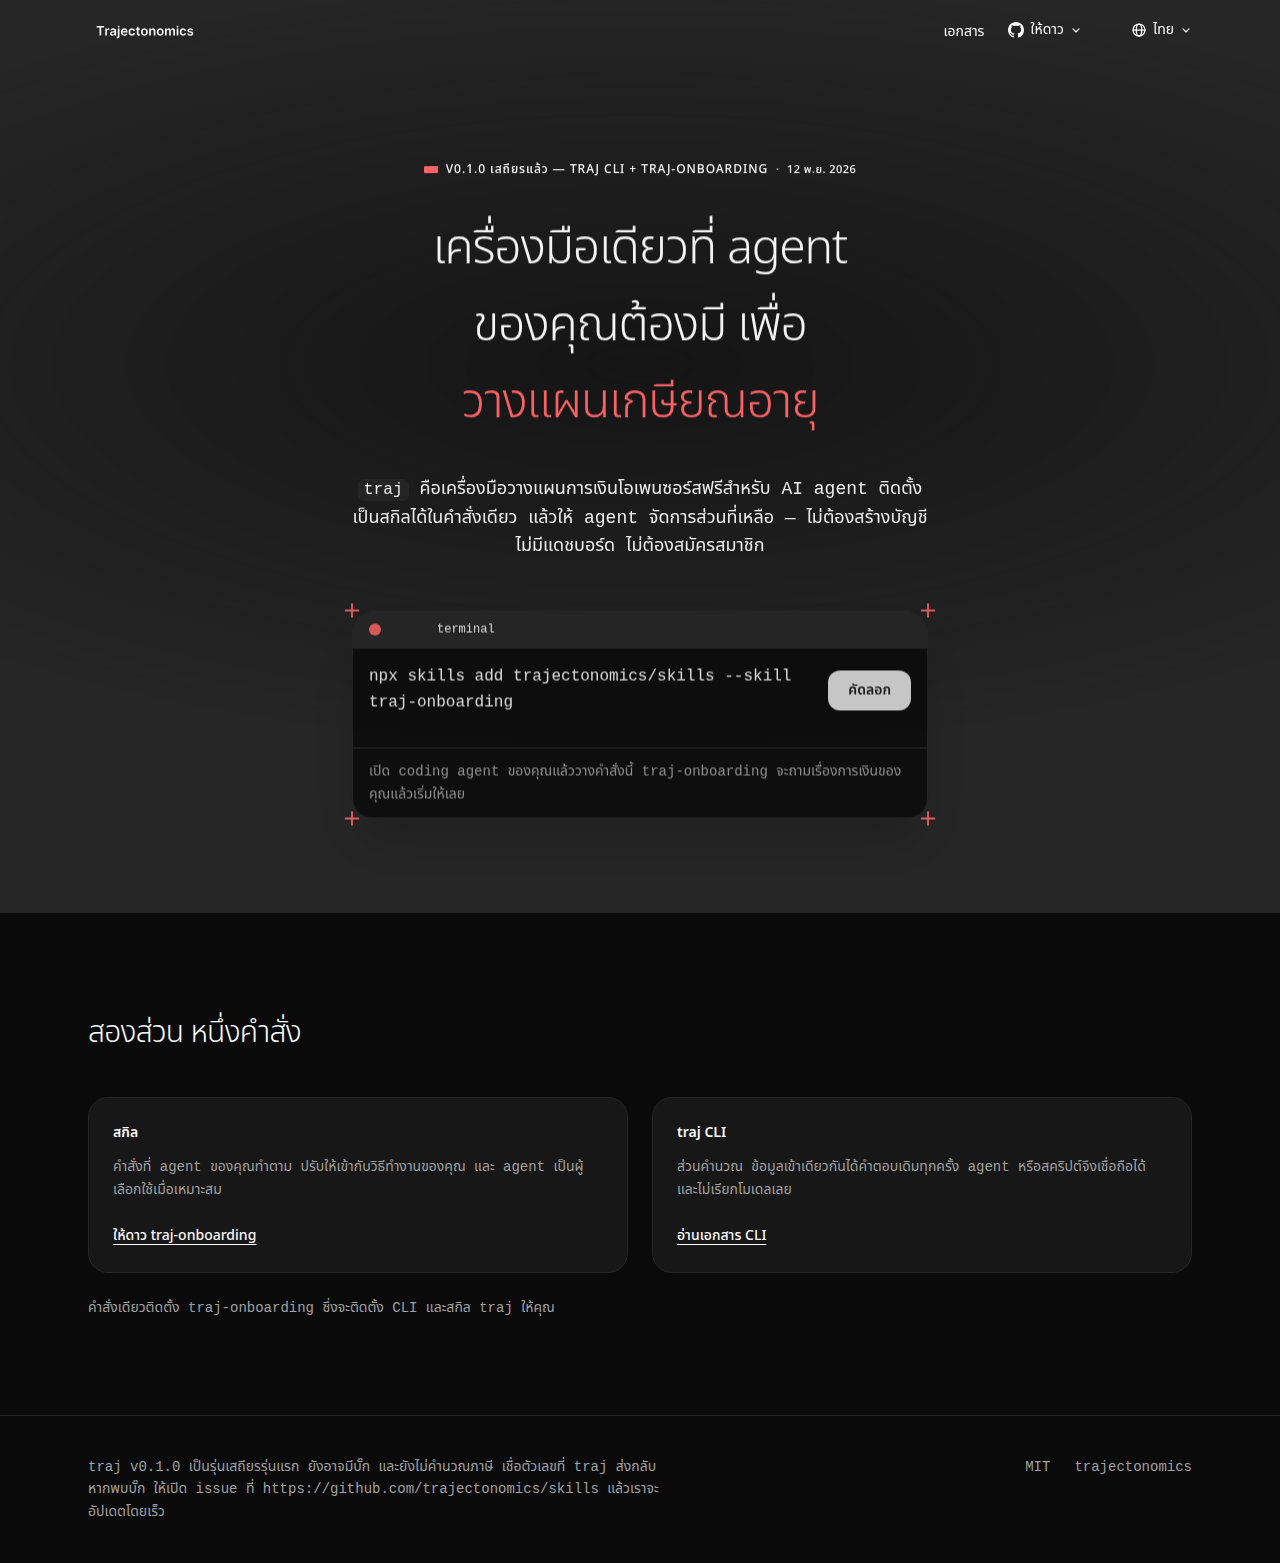 Trajectonomics
เอกสาร
ให้ดาว
ไทย
V0.1.0 เสถียรแล้ว — TRAJ CLI + TRAJ-ONBOARDING · 12 พ.ย. 2026
เครื่องมือเดียวที่ agent
ของคุณต้องมี เพื่อ
วางแผนเกษียณอายุ
traj คือเครื่องมือวางแผนการเงินโอเพนซอร์สฟรีสำหรับ AI agent ติดตั้ง
เป็นสกิลได้ในคำสั่งเดียว แล้วให้ agent จัดการส่วนที่เหลือ — ไม่ต้องสร้างบัญชี
ไม่มีแดชบอร์ด ไม่ต้องสมัครสมาชิก
terminal
npx skills add trajectonomics/skills --skill
traj-onboarding
คัดลอก
เปิด coding agent ของคุณแล้ววางคำสั่งนี้ traj-onboarding จะถามเรื่องการเงินของ
คุณแล้วเริ่มให้เลย
สองส่วน หนึ่งคำสั่ง
สกิล
คำสั่งที่ agent ของคุณทำตาม ปรับให้เข้ากับวิธีทำงานของคุณ และ agent เป็นผู้
เลือกใช้เมื่อเหมาะสม
ให้ดาว traj-onboarding
traj CLI
ส่วนคำนวณ ข้อมูลเข้าเดียวกันได้คำตอบเดิมทุกครั้ง agent หรือสคริปต์จึงเชื่อถือได้
และไม่เรียกโมเดลเลย
อ่านเอกสาร CLI
คำสั่งเดียวติดตั้ง traj-onboarding ซึ่งจะติดตั้ง CLI และสกิล traj ให้คุณ
traj v0.1.0 เป็นรุ่นเสถียรรุ่นแรก ยังอาจมีบั๊ก และยังไม่คำนวณภาษี เชื่อตัวเลขที่ traj ส่งกลับ
หากพบบั๊ก ให้เปิด issue ที่ https://github.com/trajectonomics/skills แล้วเราจะ
อัปเดตโดยเร็ว
MIT
trajectonomics